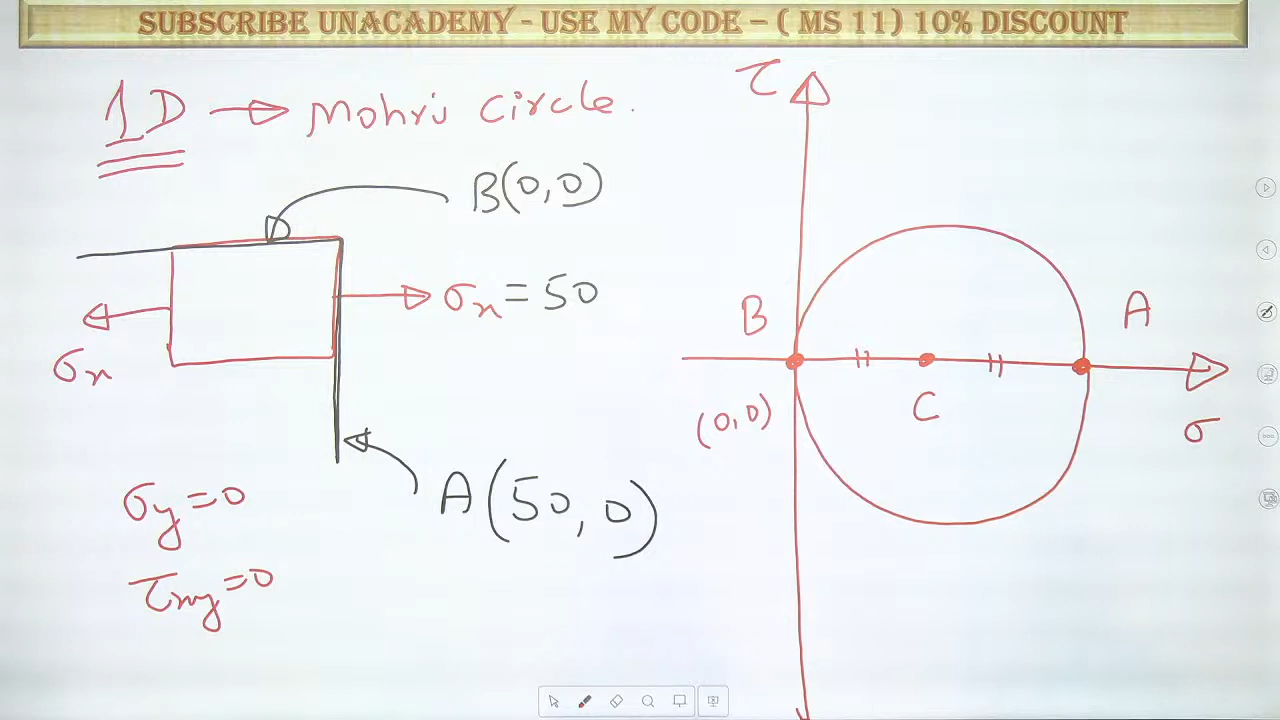 SUBSCRIBE UNACADEMY - USE MY CODE – ( MS 11) 10% DISCOUNT
1D → Mohr's circle.
B(0,0)
σx = 50
σx
A(50,0)
σy=0
τxy=0
τ
B
A
C
(0,0)
σ